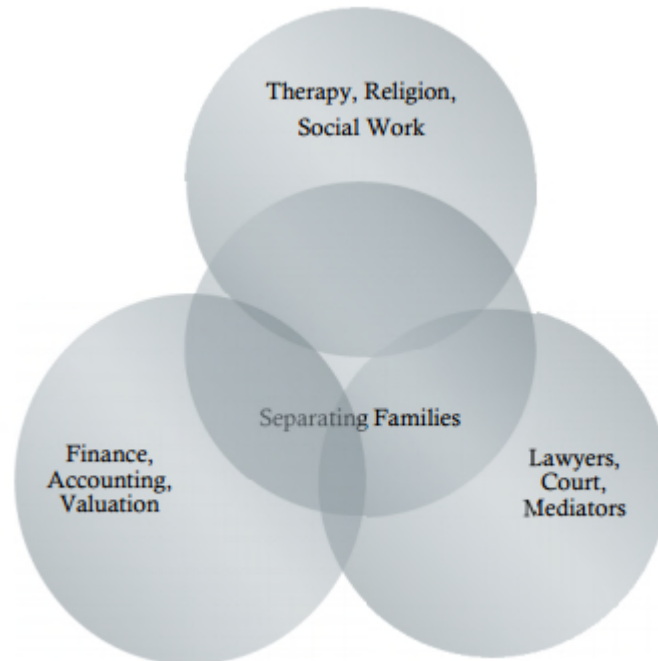 Therapy, Religion,
Social Work
Separating Families
Finance,
Accounting,
Valuation
Lawyers,
Court,
Mediators